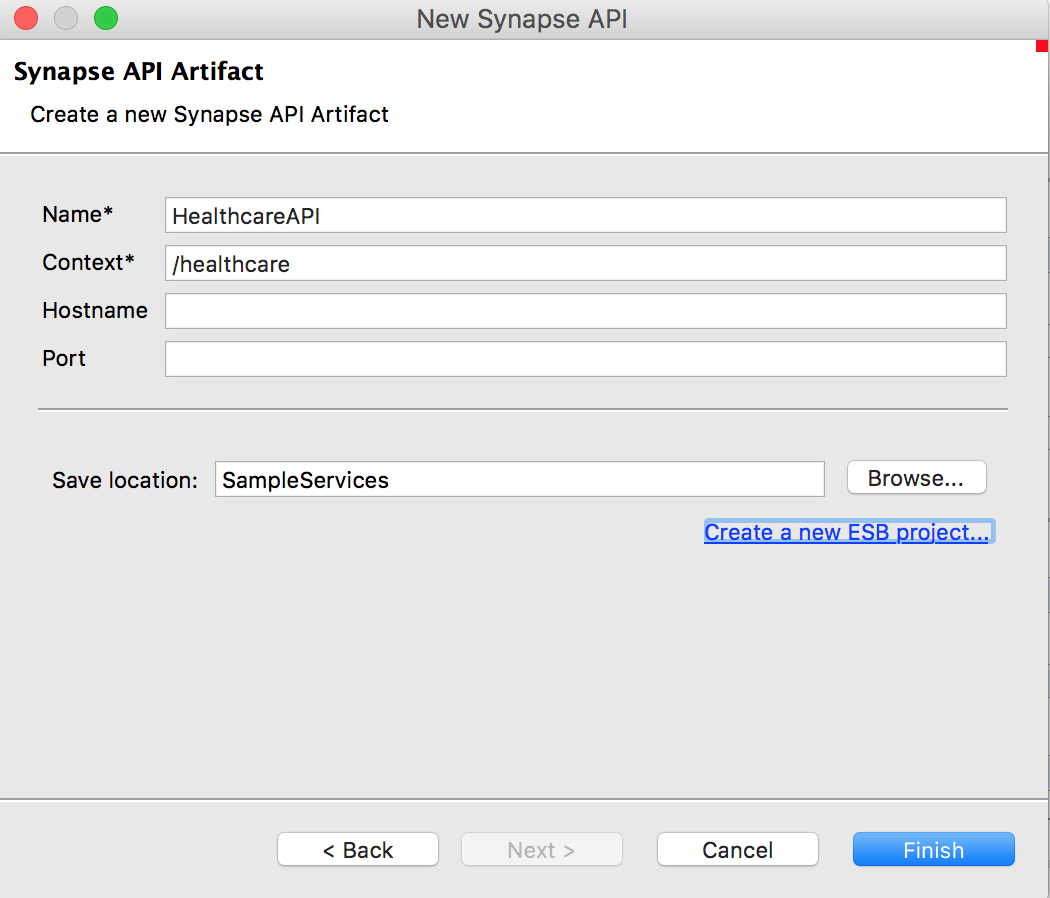 New Synapse API
Synapse API Artifact
Create a new Synapse API Artifact
Name* HealthcareAPI
Context* /healthcare
Hostname
Port
Save location: SampleServices Browse...
Create a new ESB project...
< Back Next > Cancel Finish